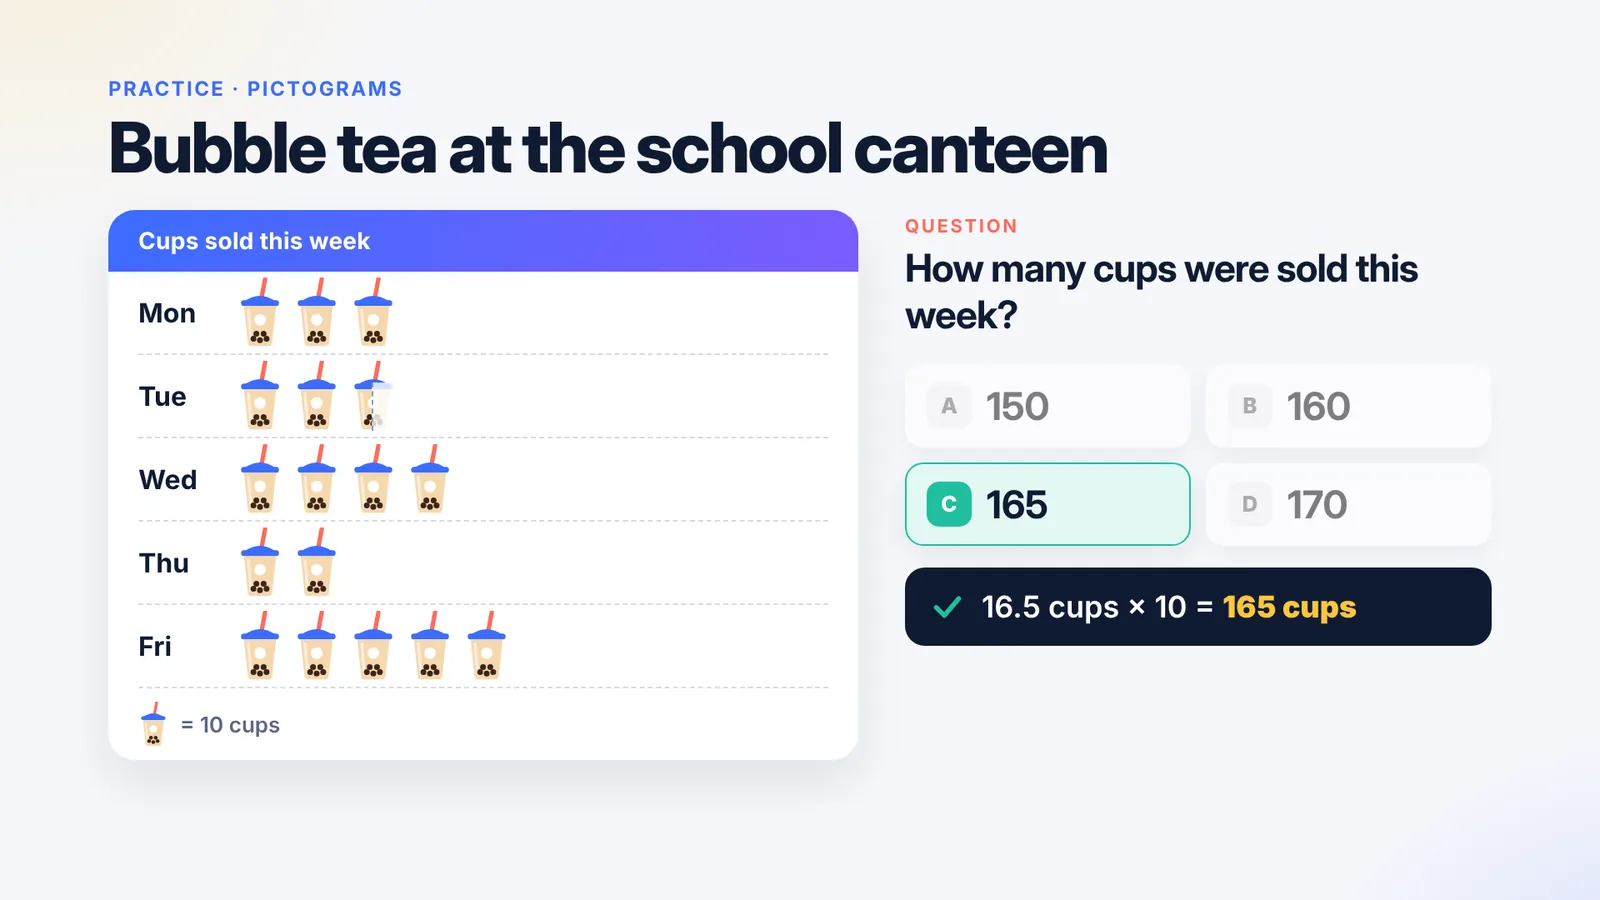 PRACTICE · PICTOGRAMS
Bubble tea at the school canteen
Cups sold this week
Mon
Tue
Wed
Thu
Fri
= 10 cups
QUESTION
How many cups were sold this
week?
A 150
B 160
C 165
D 170
16.5 cups × 10 = 165 cups